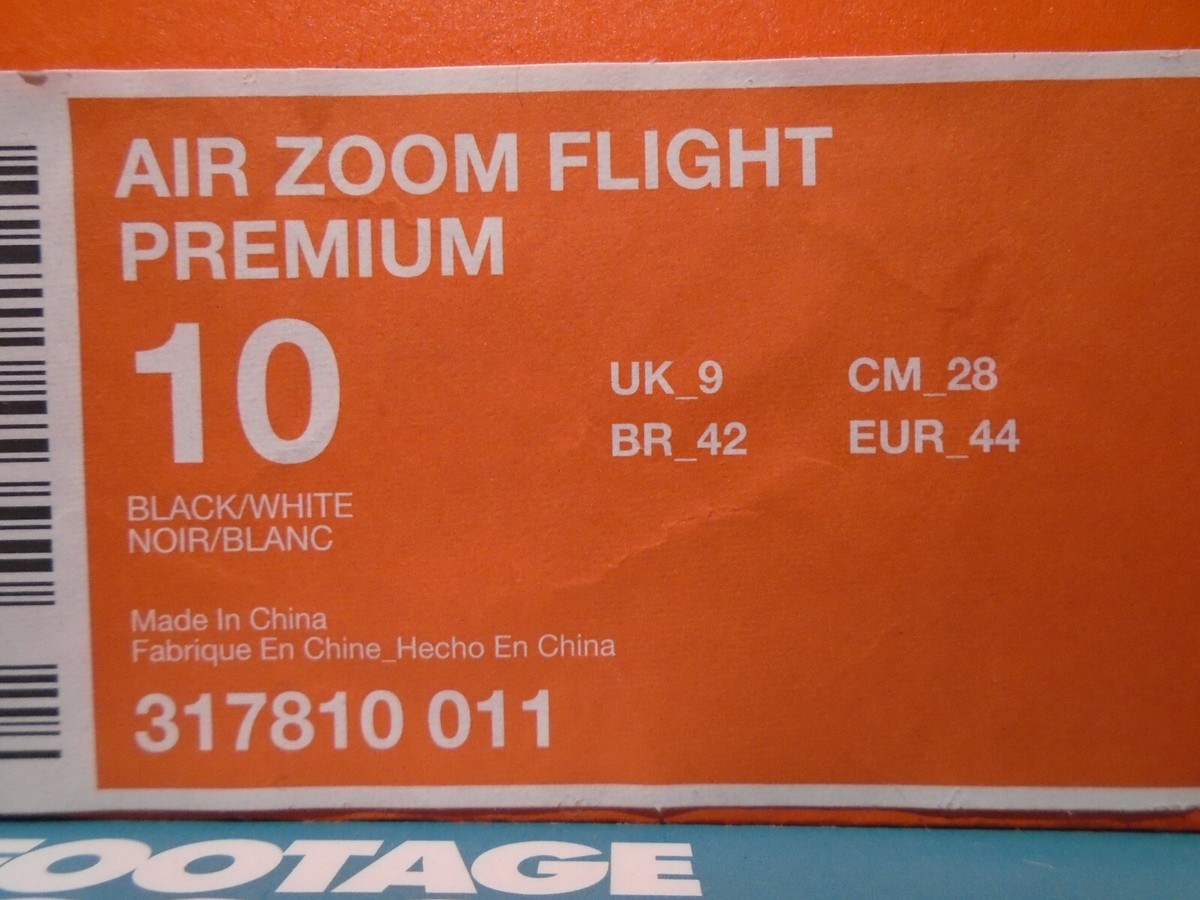 AIR ZOOM FLIGHT
PREMIUM
10
UK_9 CM_28
BR_42 EUR_44
BLACK/WHITE
NOIR/BLANC
Made In China
Fabrique En Chine_Hecho En China
317810 011
FOOTAGE